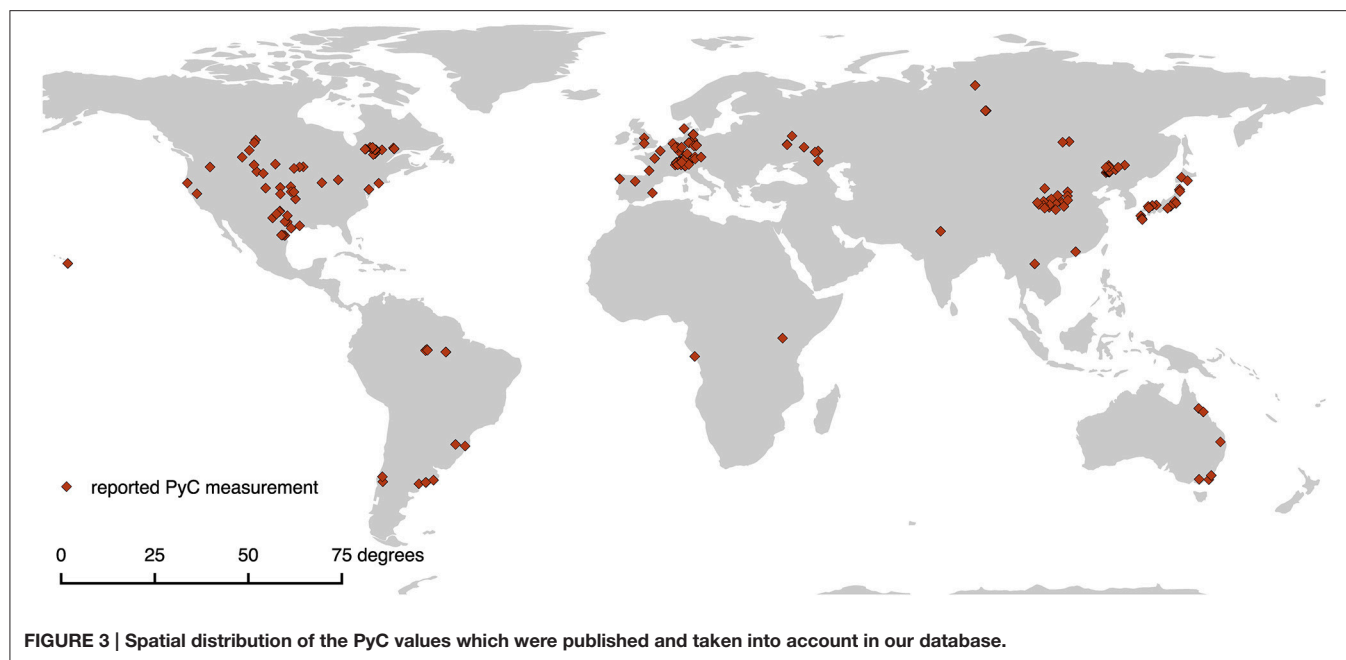 reported PyC measurement
0 25 50 75 degrees
FIGURE 3 | Spatial distribution of the PyC values which were published and taken into account in our database.